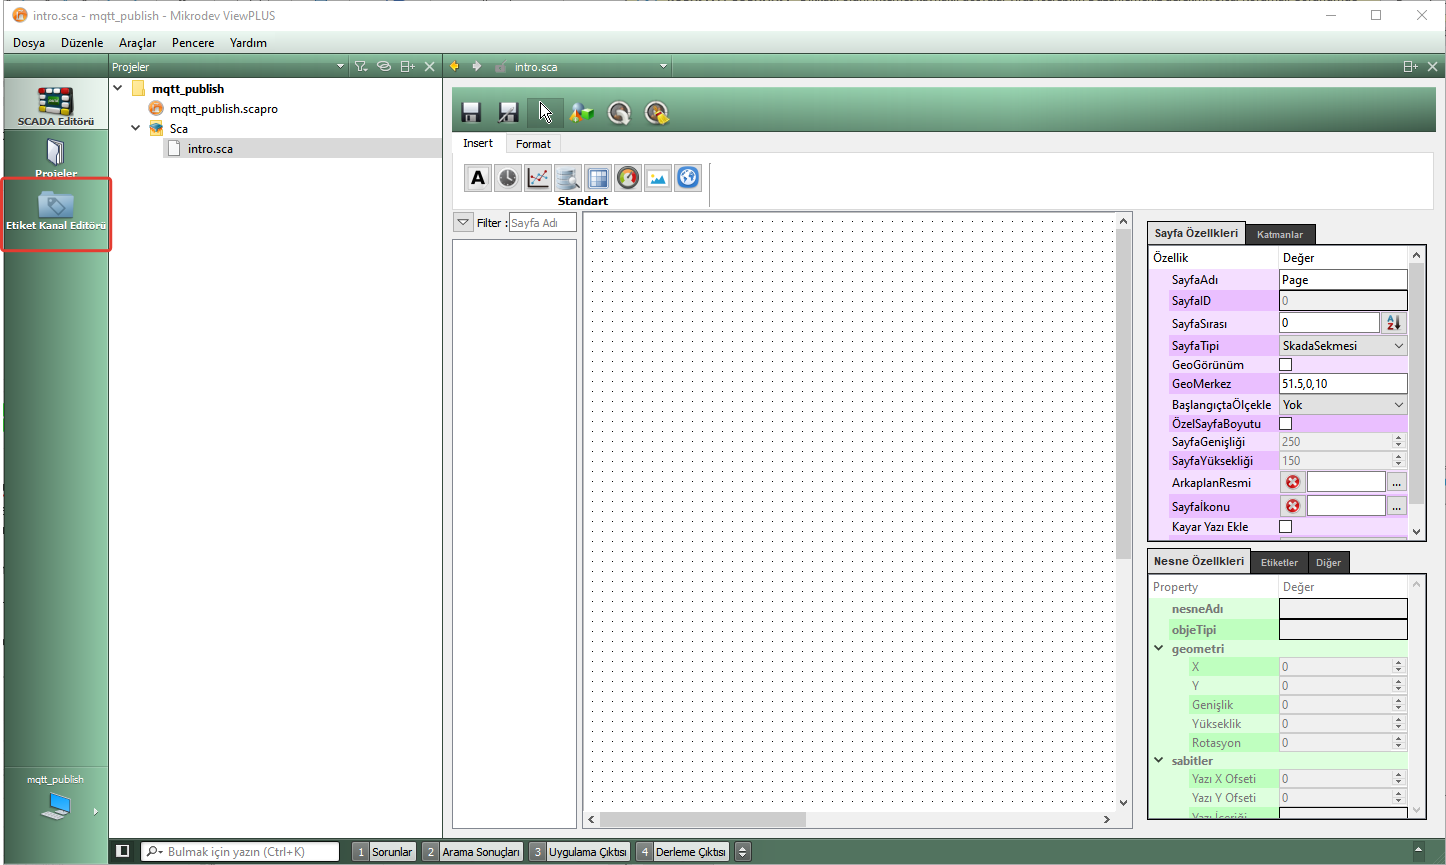 intro.sca - mqtt_publish - Mikrodev ViewPLUS
Dosya Düzenle Araçlar Pencere Yardım
Projeler
intro.sca
SCADA Editörü
Projeler
Etiket Kanal Editörü
mqtt_publish
mqtt_publish
mqtt_publish.scapro
Sca
intro.sca
Insert Format
A
Standart
Filter : Sayfa Adı
Sayfa Özellikleri Katmanlar
Özellik Değer
SayfaAdı Page
SayfaID 0
SayfaSırası 0
SayfaTipi SkadaSekmesi
GeoGörünüm
GeoMerkez 51.5,0,10
BaşlangıçtaÖlçekle Yok
ÖzelSayfaBoyutu
SayfaGenişliği 250
SayfaYüksekliği 150
ArkaplanResmi ...
Sayfaİkonu ...
Kayar Yazı Ekle
Nesne Özellikleri Etiketler Diğer
Property Değer
nesneAdı
objeTipi
geometri
X 0
Y 0
Genişlik 0
Yükseklik 0
Rotasyon 0
sabitler
Yazı X Ofseti 0
Yazı Y Ofseti 0
Yazı İçeriği
Bulmak için yazın (Ctrl+K) 1 Sorunlar 2 Arama Sonuçları 3 Uygulama Çıktısı 4 Derleme Çıktısı